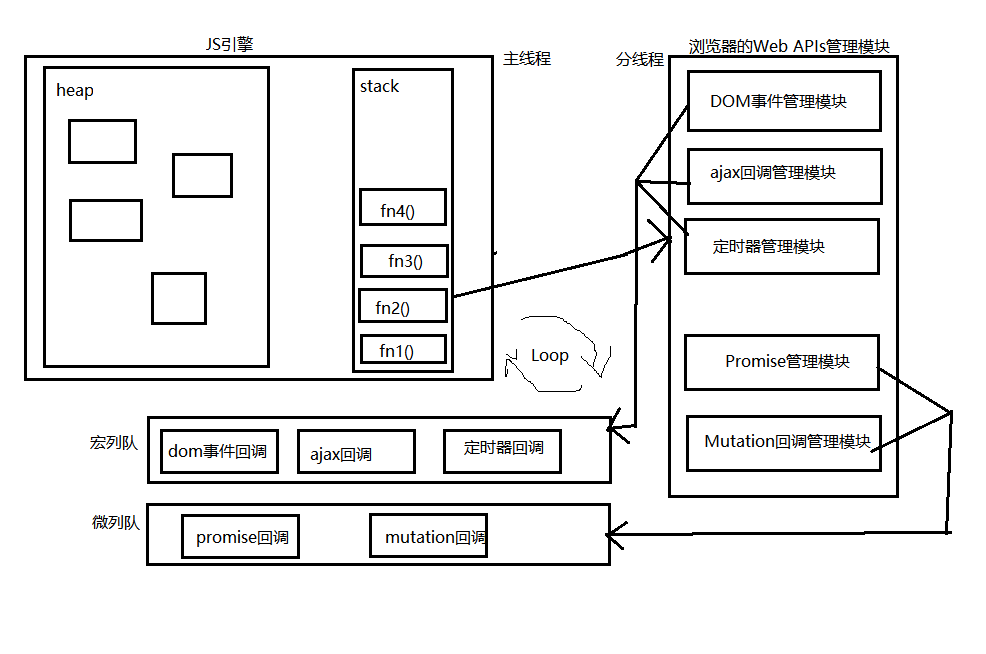 JS引擎
主线程
分线程
浏览器的Web APIs管理模块
heap
stack
fn4()
fn3()
fn2()
fn1()
DOM事件管理模块
ajax回调管理模块
定时器管理模块
Loop
Promise管理模块
Mutation回调管理模块
宏列队
dom事件回调
ajax回调
定时器回调
微列队
promise回调
mutation回调